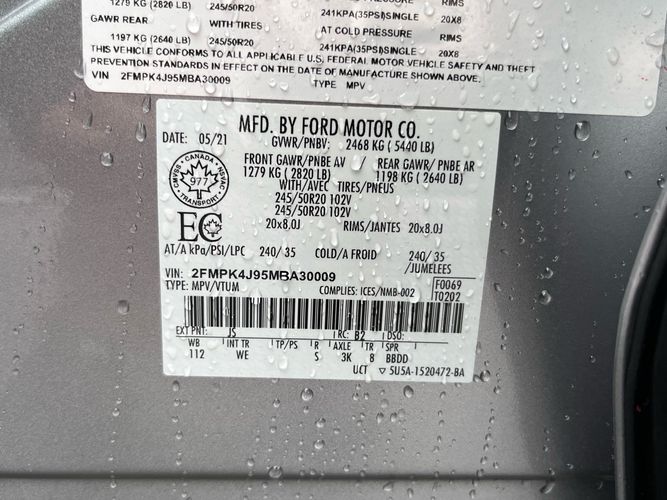 1279 KG (2820 LB) 245/50R20 241KPA(35PSI)SINGLE 20X8
GAWR REAR WITH TIRES AT COLD PRESSURE RIMS
1197 KG (2640 LB) 245/50R20 241KPA(35PSI)SINGLE 20X8
THIS VEHICLE CONFORMS TO ALL APPLICABLE U.S. FEDERAL MOTOR VEHICLE SAFETY AND THEFT
PREVENTION STANDARDS IN EFFECT ON THE DATE OF MANUFACTURE SHOWN ABOVE.
VIN 2FMPK4J95MBA30009 TYPE MPV
MFD. BY FORD MOTOR CO.
DATE: 05/21 GVWR/PNBV: 2468 KG ( 5440 LB)
FRONT GAWR/PNBE AV / REAR GAWR/ PNBE AR
1279 KG ( 2820 LB) 1198 KG ( 2640 LB)
CMVSS CANADA NSVAC
977
TRANSPORT
WITH/AVEC TIRES/PNEUS
245/50R20 102V
245/50R20 102V
EC
20x8.0J RIMS/JANTES 20x8.0J
AT/A kPa/PSI/LPC 240/ 35 COLD/A FROID 240/ 35
/JUMELEES
VIN: 2FMPK4J95MBA30009
TYPE: MPV/VTUM COMPLIES: ICES/NMB-002 F0069
T0202
EXT PNT: JS RC: B2 DSO:
WB INT TR TP/PS R AXLE TR SPR
112 WE S 3K 8 BBDD
UCT ▽ 5U5A-1520472-BA